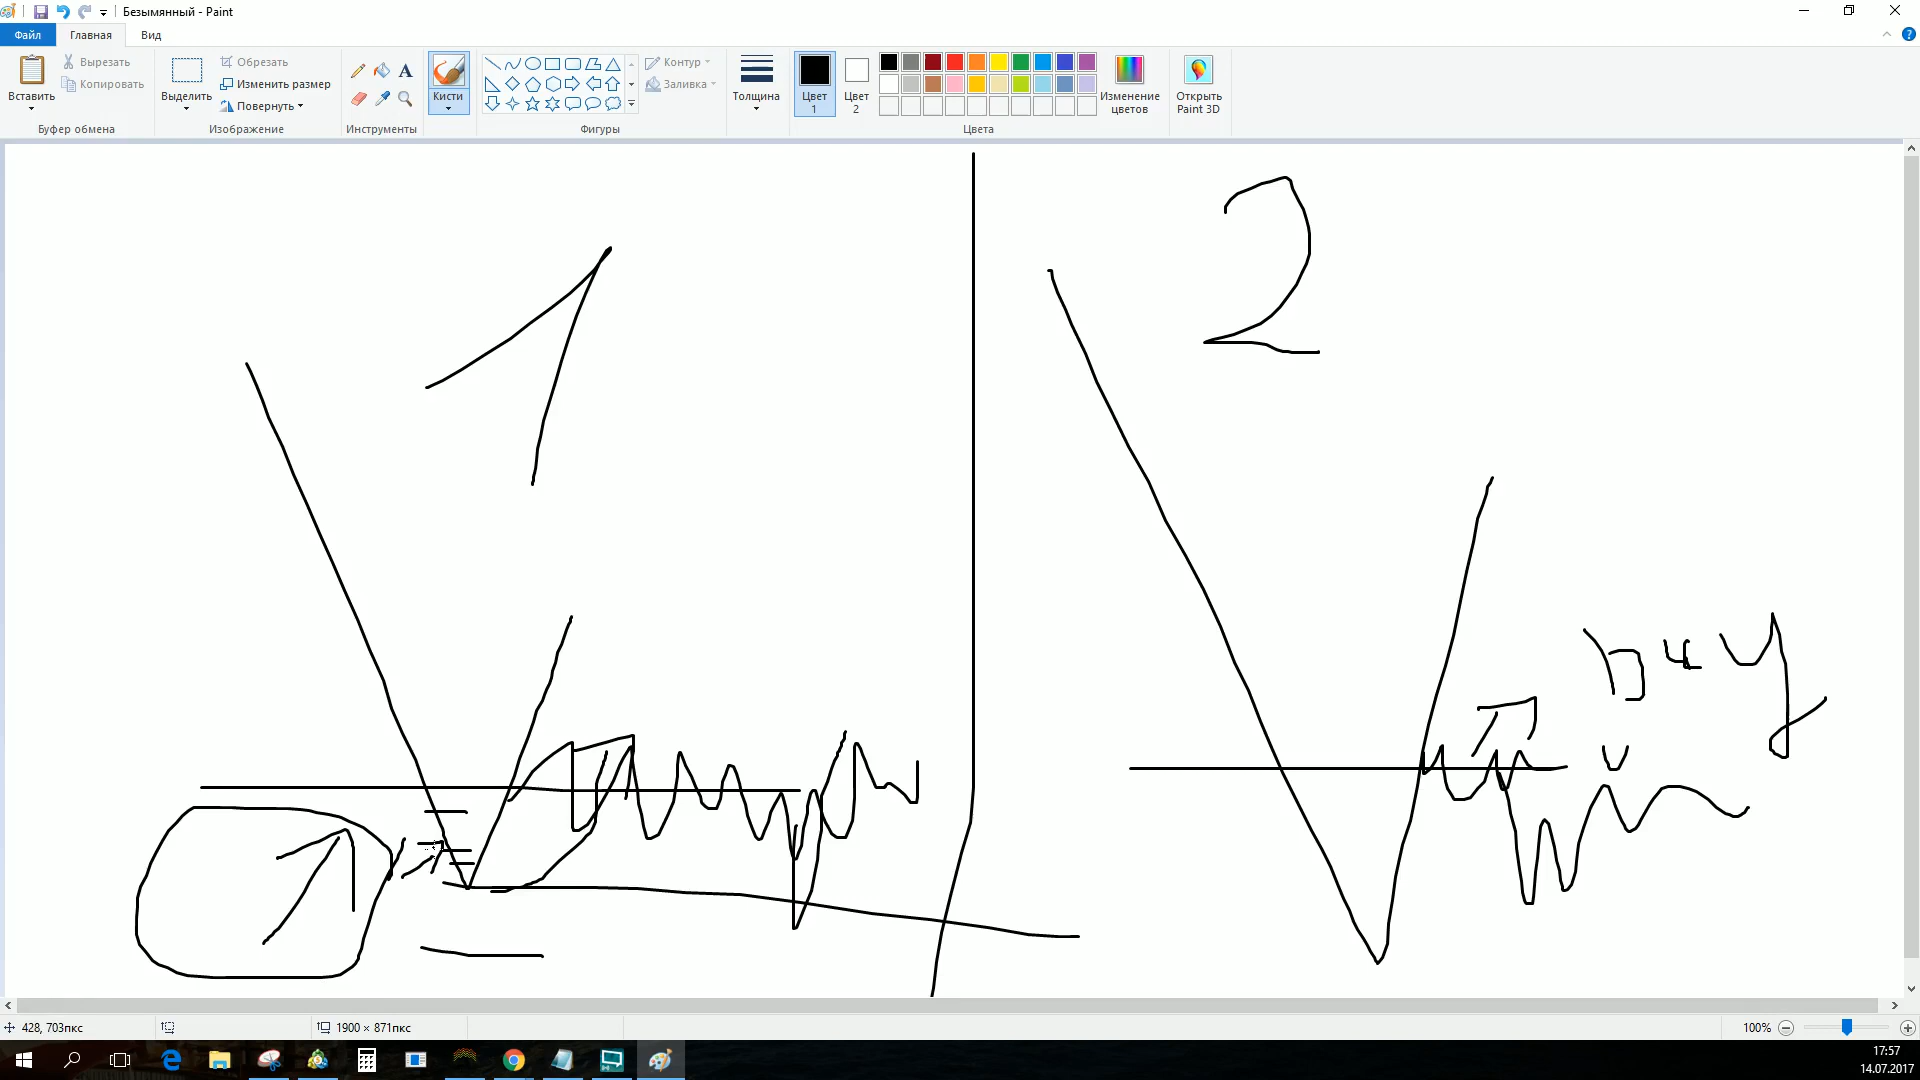 Безымянный - Paint
Файл Главная Вид
Вставить
Вырезать
Копировать
Буфер обмена
Выделить
Обрезать
Изменить размер
Повернуть
Изображение
A
Инструменты
Кисти
Контур
Заливка
Фигуры
Толщина
Цвет 1
Цвет 2
Цвета
Изменение цветов
Открыть Paint 3D
1
2
buy
428, 703пкс
1900 × 871пкс
100%
17:57
14.07.2017